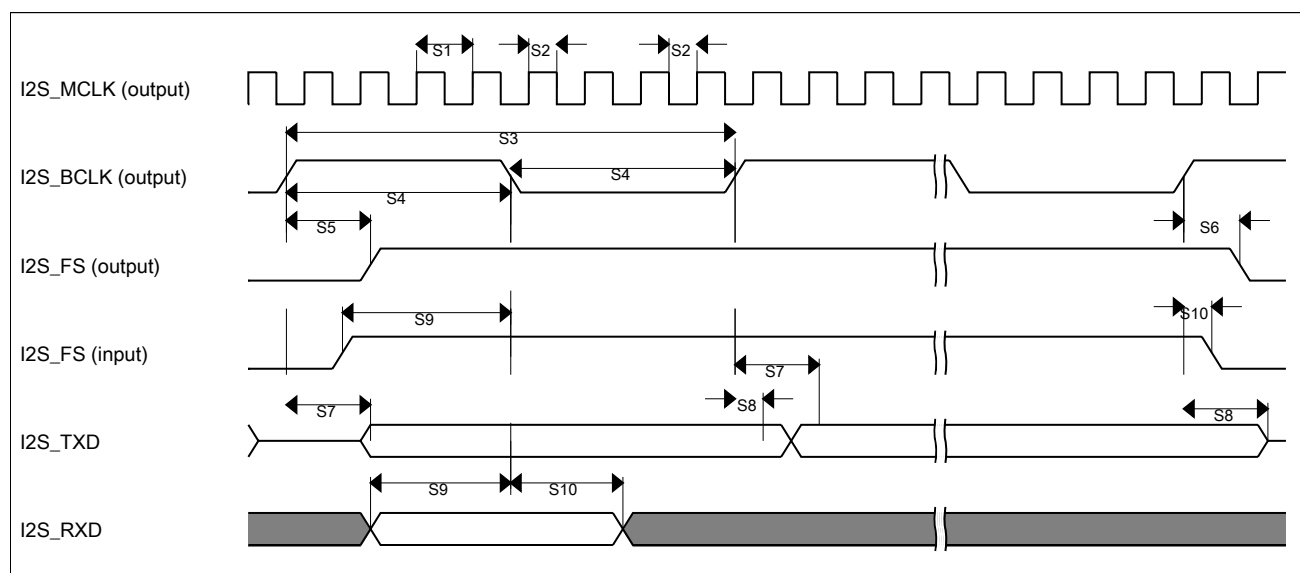 S1 S2 S2
I2S_MCLK (output)
S3
I2S_BCLK (output)
S4
S4
S5 S6
I2S_FS (output)
S9 S10
I2S_FS (input)
S7
S7 S8 S8
I2S_TXD
S9 S10
I2S_RXD